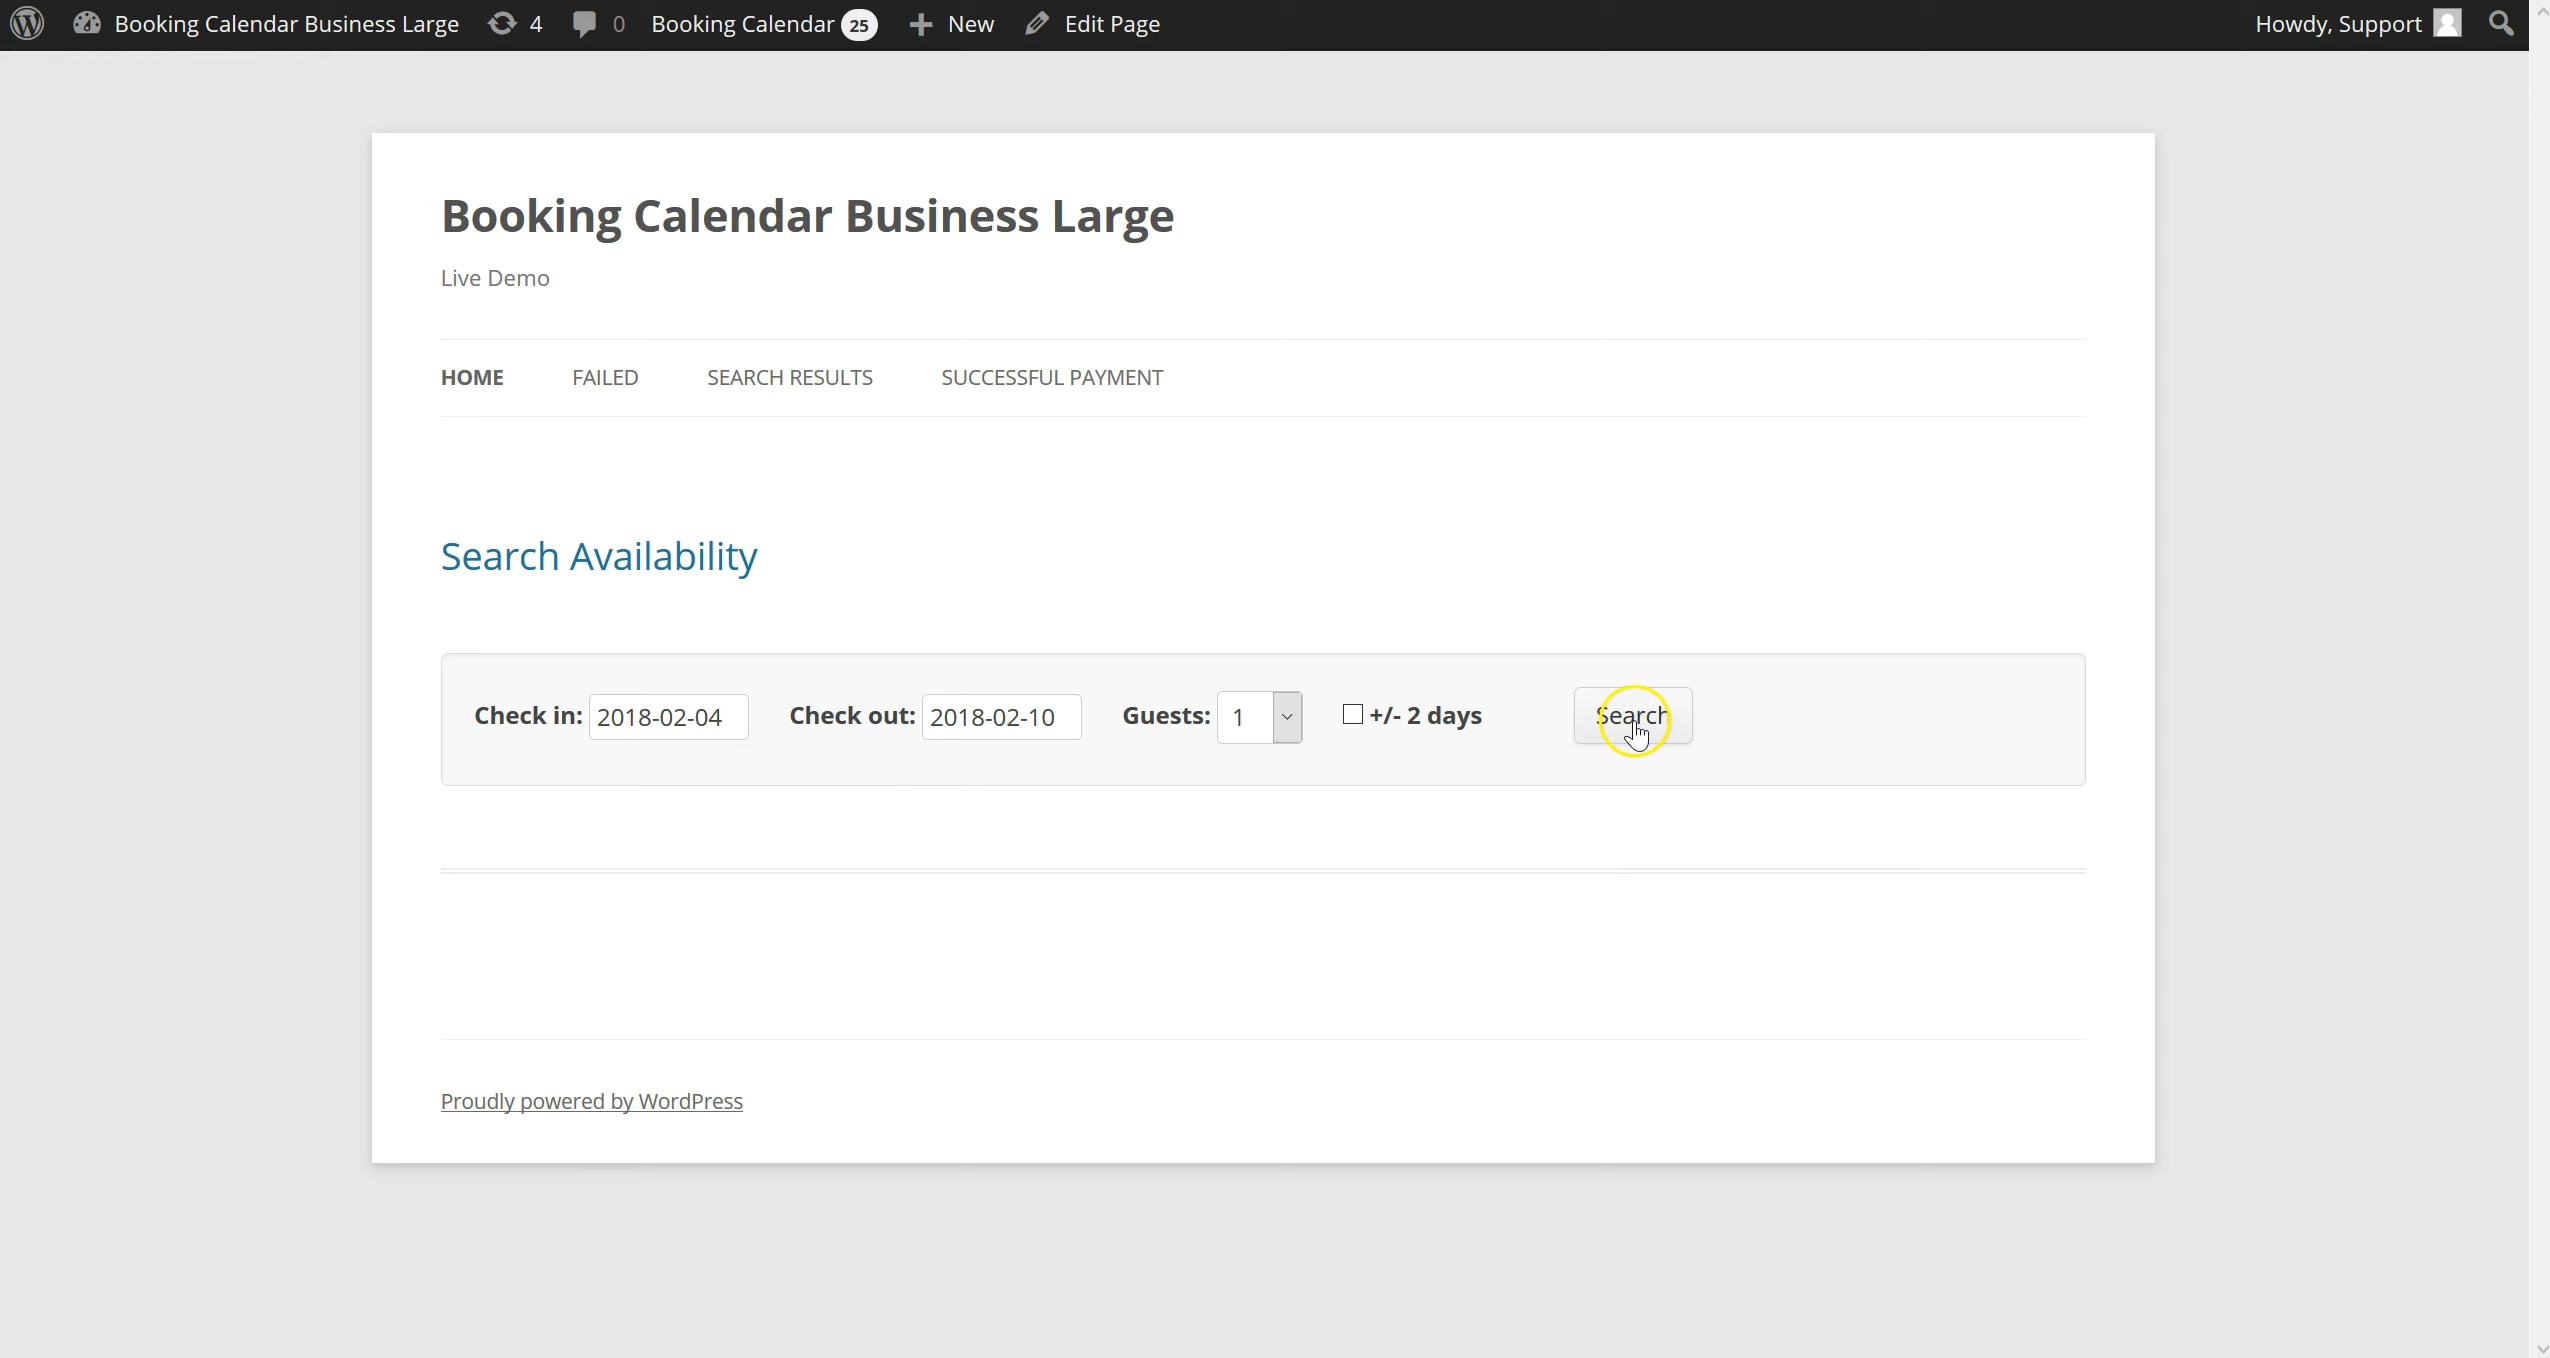 Booking Calendar Business Large 4 0 Booking Calendar 25 New Edit Page Howdy, Support
Booking Calendar Business Large
Live Demo
HOME FAILED SEARCH RESULTS SUCCESSFUL PAYMENT
Search Availability
Check in: 2018-02-04 Check out: 2018-02-10 Guests: 1 +/- 2 days Search
Proudly powered by WordPress